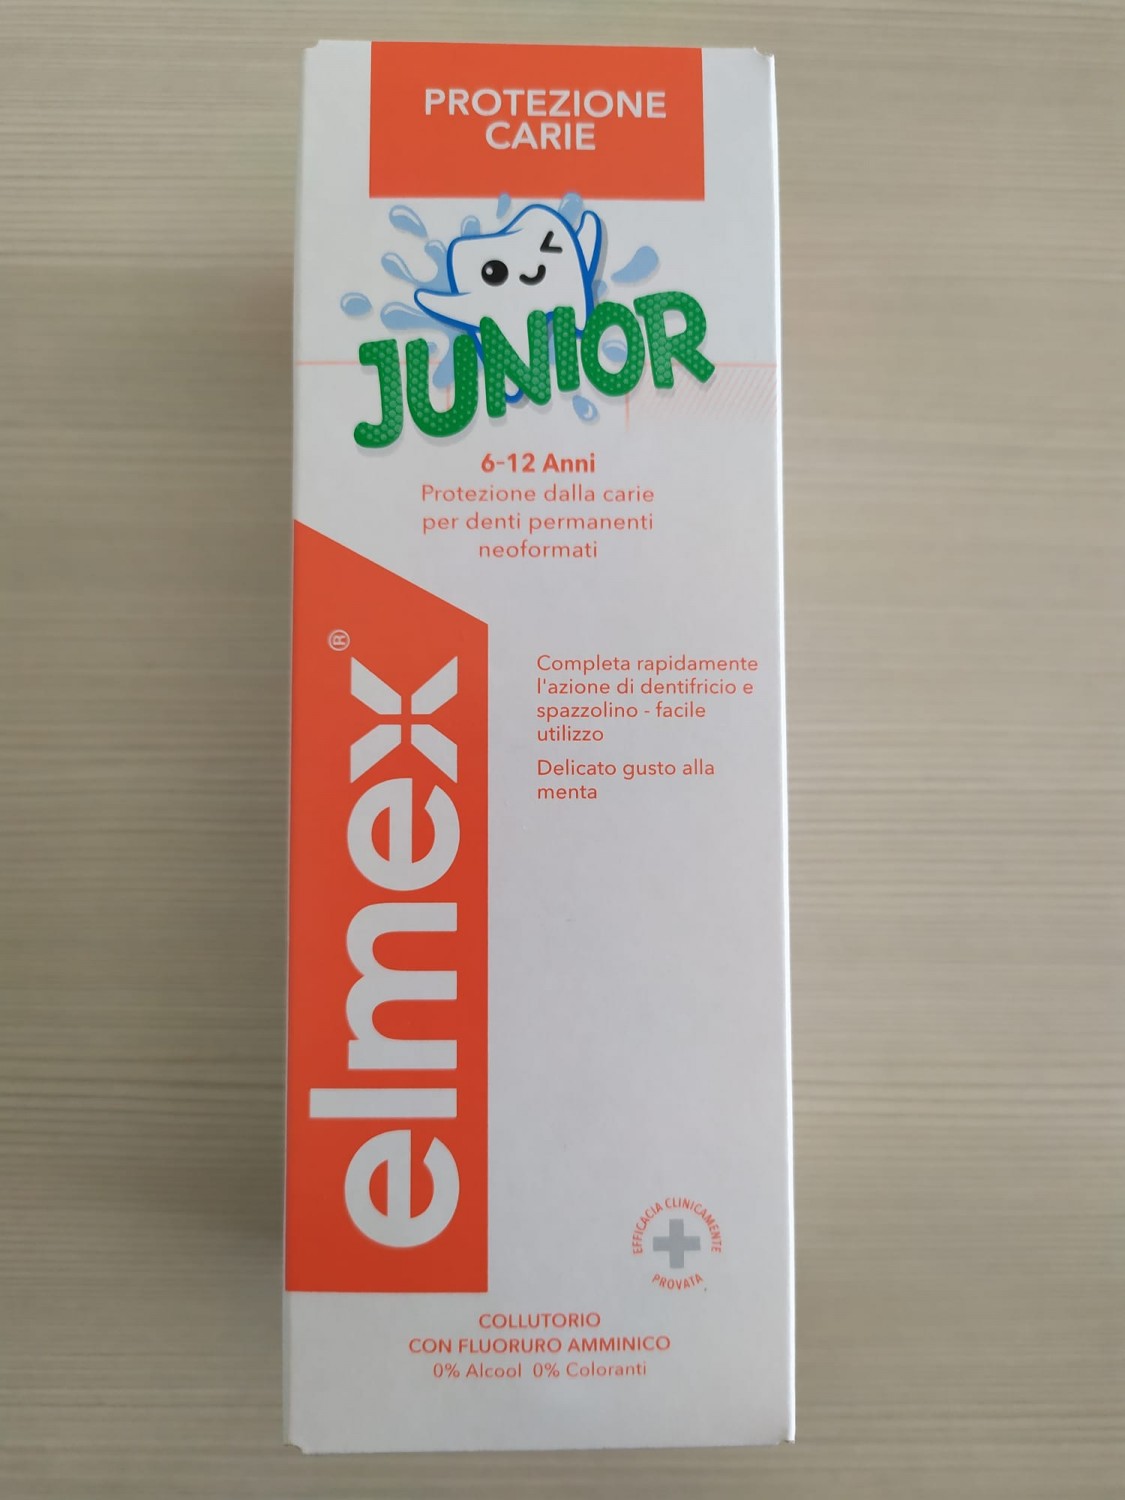 PROTEZIONE
CARIE
JUNIOR
6-12 Anni
Protezione dalla carie
per denti permanenti
neoformati
elmex®
Completa rapidamente
l'azione di dentifricio e
spazzolino - facile
utilizzo
Delicato gusto alla
menta
EFFICACIA CLINICAMENTE
PROVATA
COLLUTORIO
CON FLUORURO AMMINICO
0% Alcool 0% Coloranti